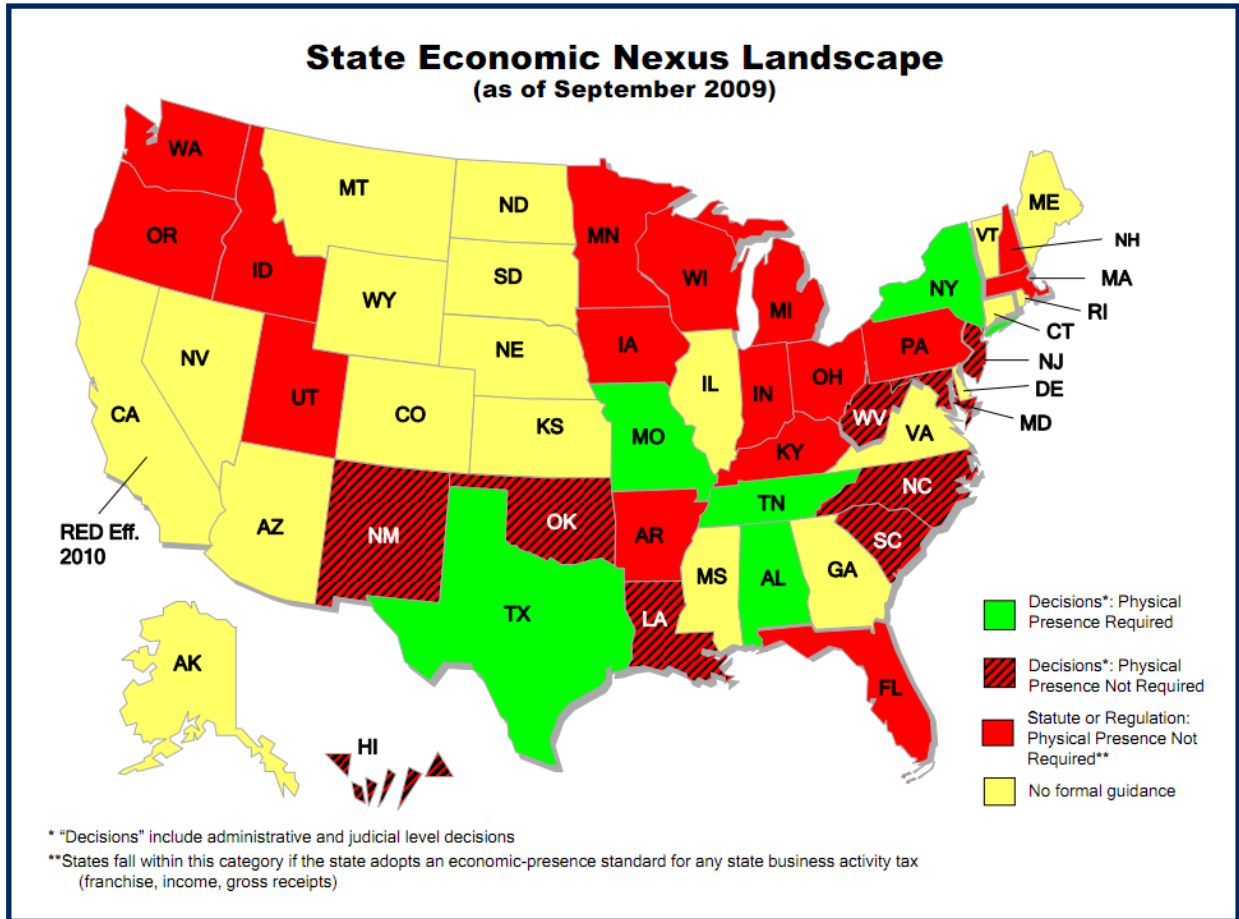 State Economic Nexus Landscape
(as of September 2009)
WA
MT
ND
ME
MN
VT
NH
OR
ID
SD
WI
NY
MA
WY
MI
RI
CT
IA
PA
NE
NV
NJ
OH
IL
IN
DE
UT
CA
CO
WV
MD
KS
MO
VA
KY
NC
TN
RED Eff.
2010
AZ
NM
OK
AR
SC
MS
AL
GA
TX
LA
Decisions*: Physical
Presence Required
AK
Decisions*: Physical
Presence Not Required
FL
Statute or Regulation:
Physical Presence Not
Required**
HI
No formal guidance
* “Decisions” include administrative and judicial level decisions
**States fall within this category if the state adopts an economic-presence standard for any state business activity tax
(franchise, income, gross receipts)